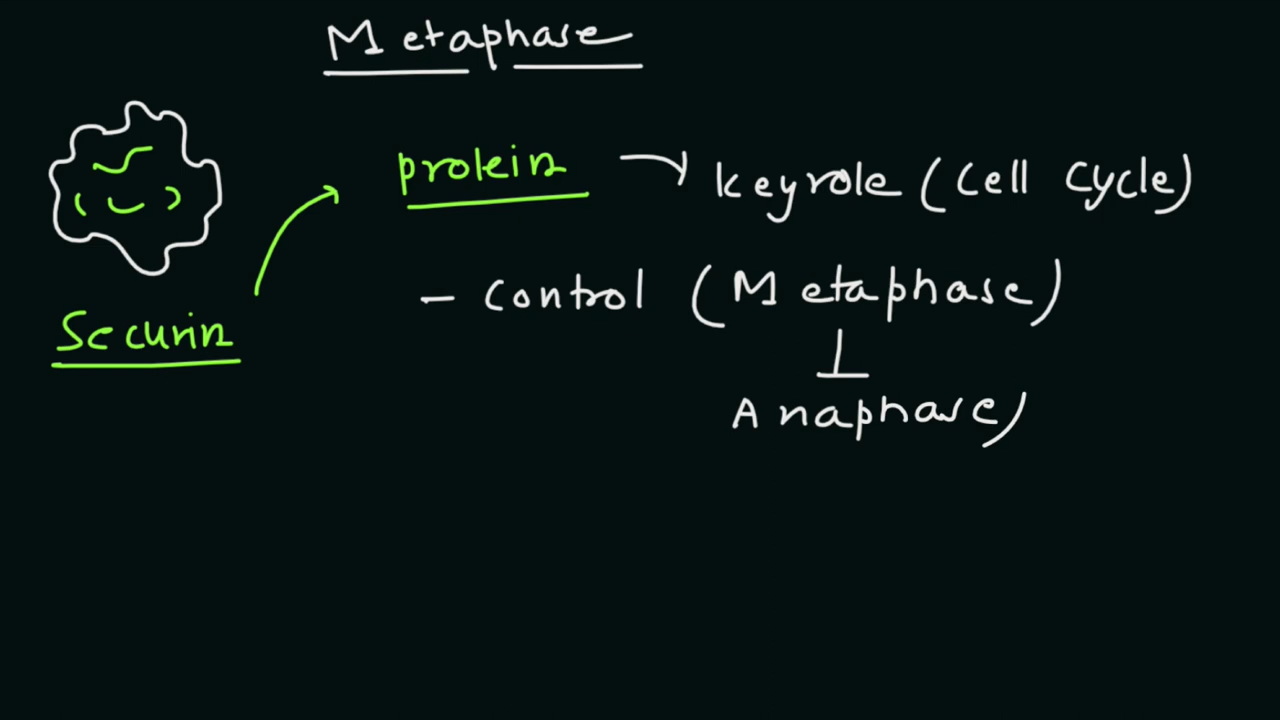 Metaphase
protein → keyrole (cell cycle)
- control (Metaphase)
Securin
Anaphase)